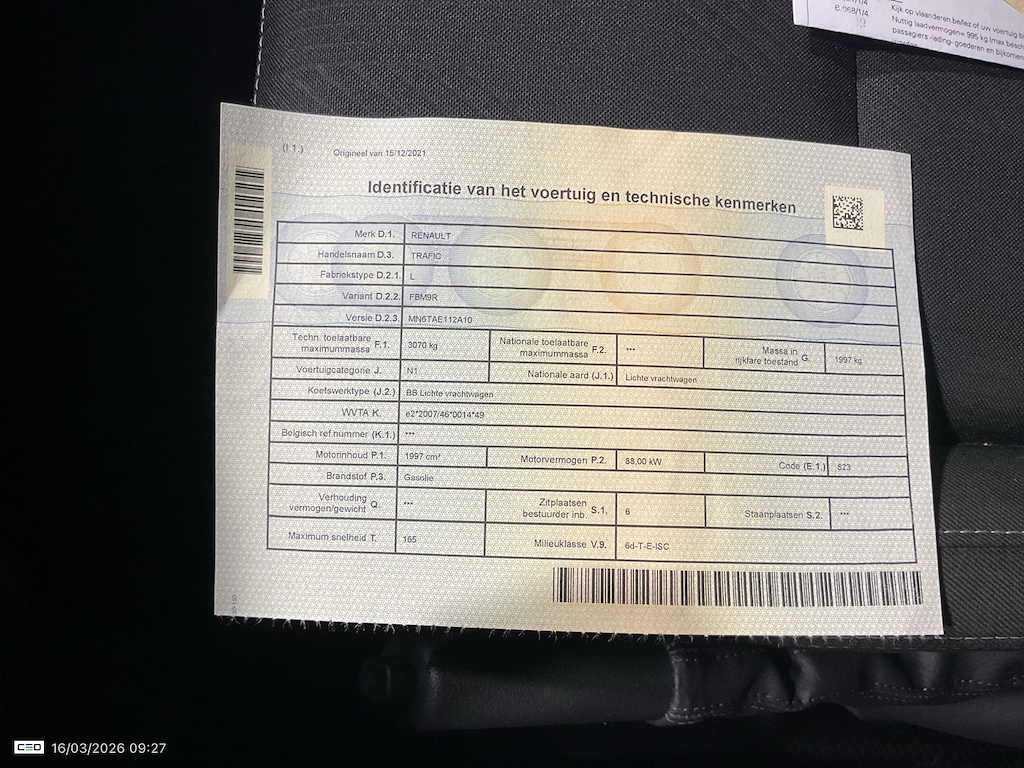 B.068/1/4
Kijk op vlaanderen.be/lez of uw voertuig
Nuttig laadvermogen= 995 kg.(max
passagiers -lading-goederen en
(I.1.)
Origineel van 15/12/2021
Identificatie van het voertuig en technische kenmerken
Merk D.1. RENAULT
Handelsnaam D.3. TRAFIC
Fabriekstype D.2.1. L
Variant D.2.2. FBM9R
Versie D.2.3. MN6TAE112A10
Techn. toelaatbare maximummassa F.1. 3070 kg Nationale toelaatbare maximummassa F.2. --- Massa in rijklare toestand G. 1997 kg
Voertuigcategorie J. N1 Nationale aard (J.1.) Lichte vrachtwagen
Koetswerktype (J.2.) BB Lichte vrachtwagen
WVTA K. e2*2007/46*0014*49
Belgisch ref.nummer (K.1.) ---
Motorinhoud P.1. 1997 cm³ Motorvermogen P.2. 88,00 kW Code (E.1.) 823
Brandstof P.3. Gasolie
Verhouding vermogen/gewicht Q. --- Zitplaatsen bestuurder inb. S.1. 6 Staanplaatsen S.2. ---
Maximum snelheid T. 165 Milieuklasse V.9. 6d-T-E-ISC
CEO 16/03/2026 09:27